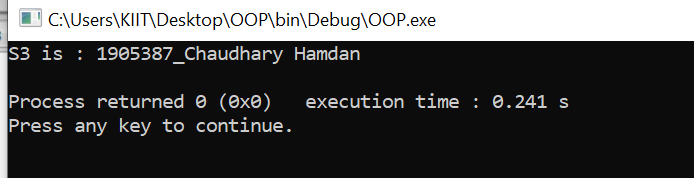 C:\Users\KIIT\Desktop\OOP\bin\Debug\OOP.exe
S3 is : 1905387_Chaudhary Hamdan
Process returned 0 (0x0)   execution time : 0.241 s
Press any key to continue.